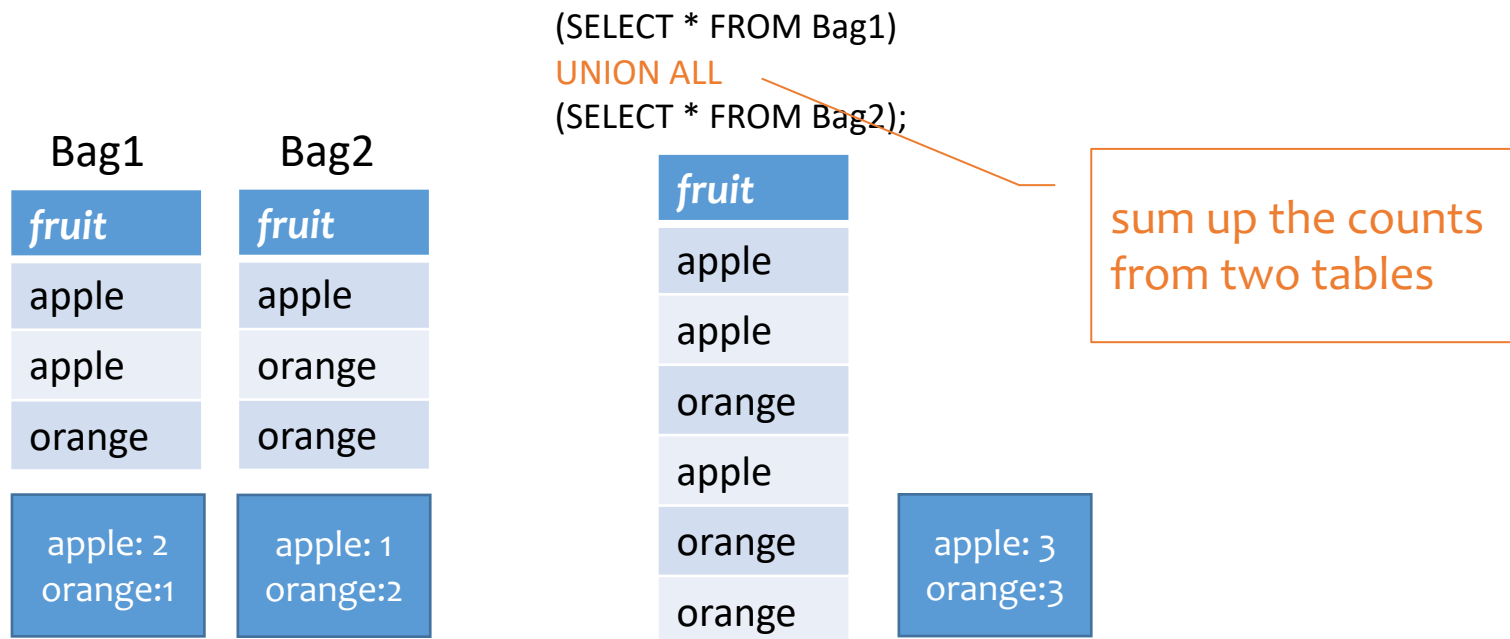 (SELECT * FROM Bag1)
UNION ALL
(SELECT * FROM Bag2);
Bag1
fruit
apple
apple
orange
apple: 2
orange:1
Bag2
fruit
apple
orange
orange
apple: 1
orange:2
fruit
apple
apple
orange
apple
orange
orange
apple: 3
orange:3
sum up the counts
from two tables